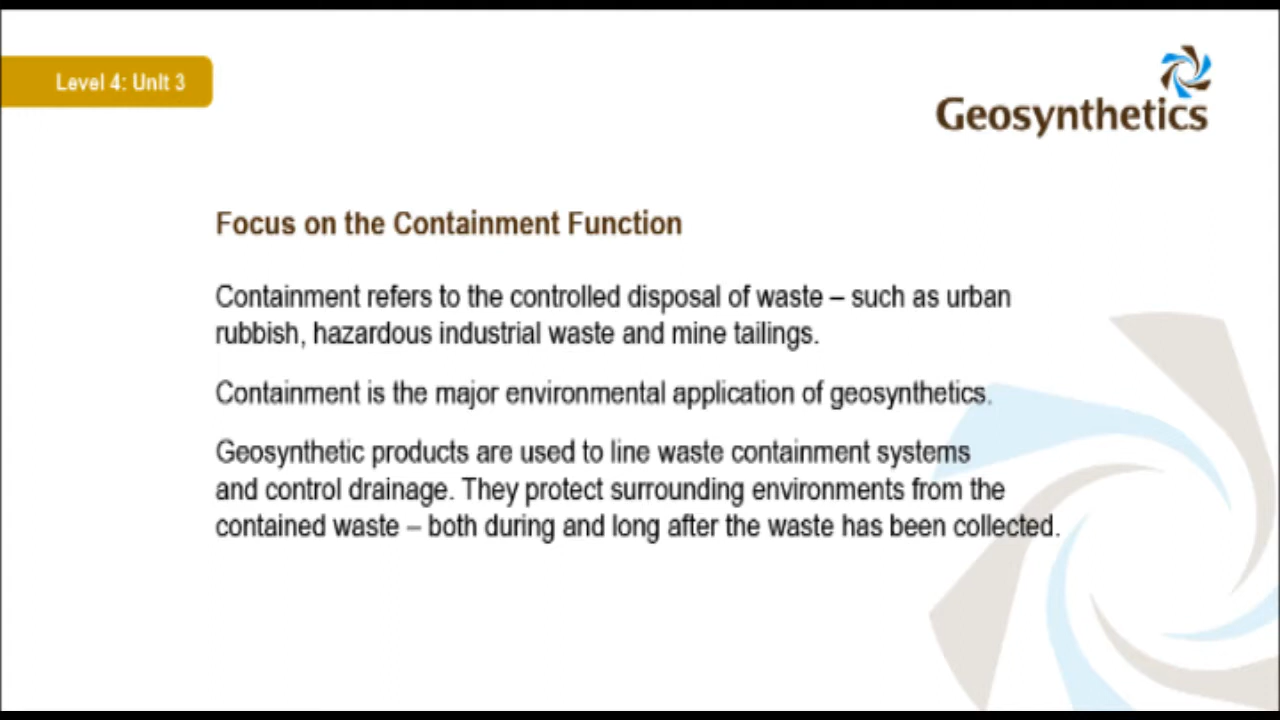 Level 4: Unit 3
Geosynthetics
Focus on the Containment Function
Containment refers to the controlled disposal of waste – such as urban
rubbish, hazardous industrial waste and mine tailings.
Containment is the major environmental application of geosynthetics.
Geosynthetic products are used to line waste containment systems
and control drainage. They protect surrounding environments from the
contained waste – both during and long after the waste has been collected.